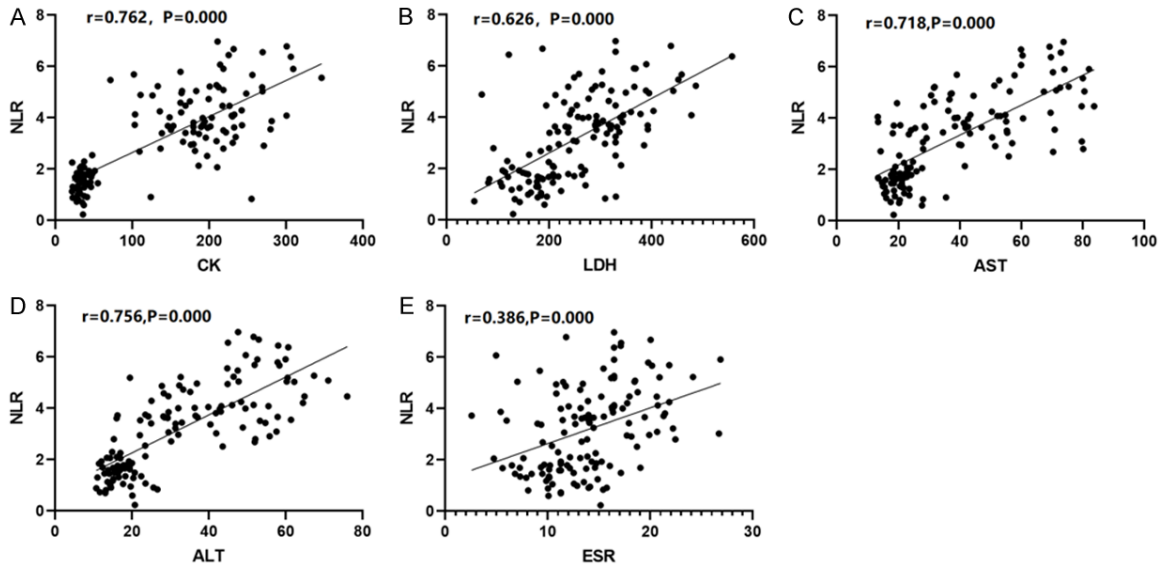 A
r=0.762, P=0.000
8
6
4
2
0
NLR
0 100 200 300 400
CK
B
r=0.626, P=0.000
8
6
4
2
0
NLR
0 200 400 600
LDH
C
r=0.718,P=0.000
8
6
4
2
0
NLR
0 20 40 60 80 100
AST
D
r=0.756,P=0.000
8
6
4
2
0
NLR
0 20 40 60 80
ALT
E
r=0.386,P=0.000
8
6
4
2
0
NLR
0 10 20 30
ESR